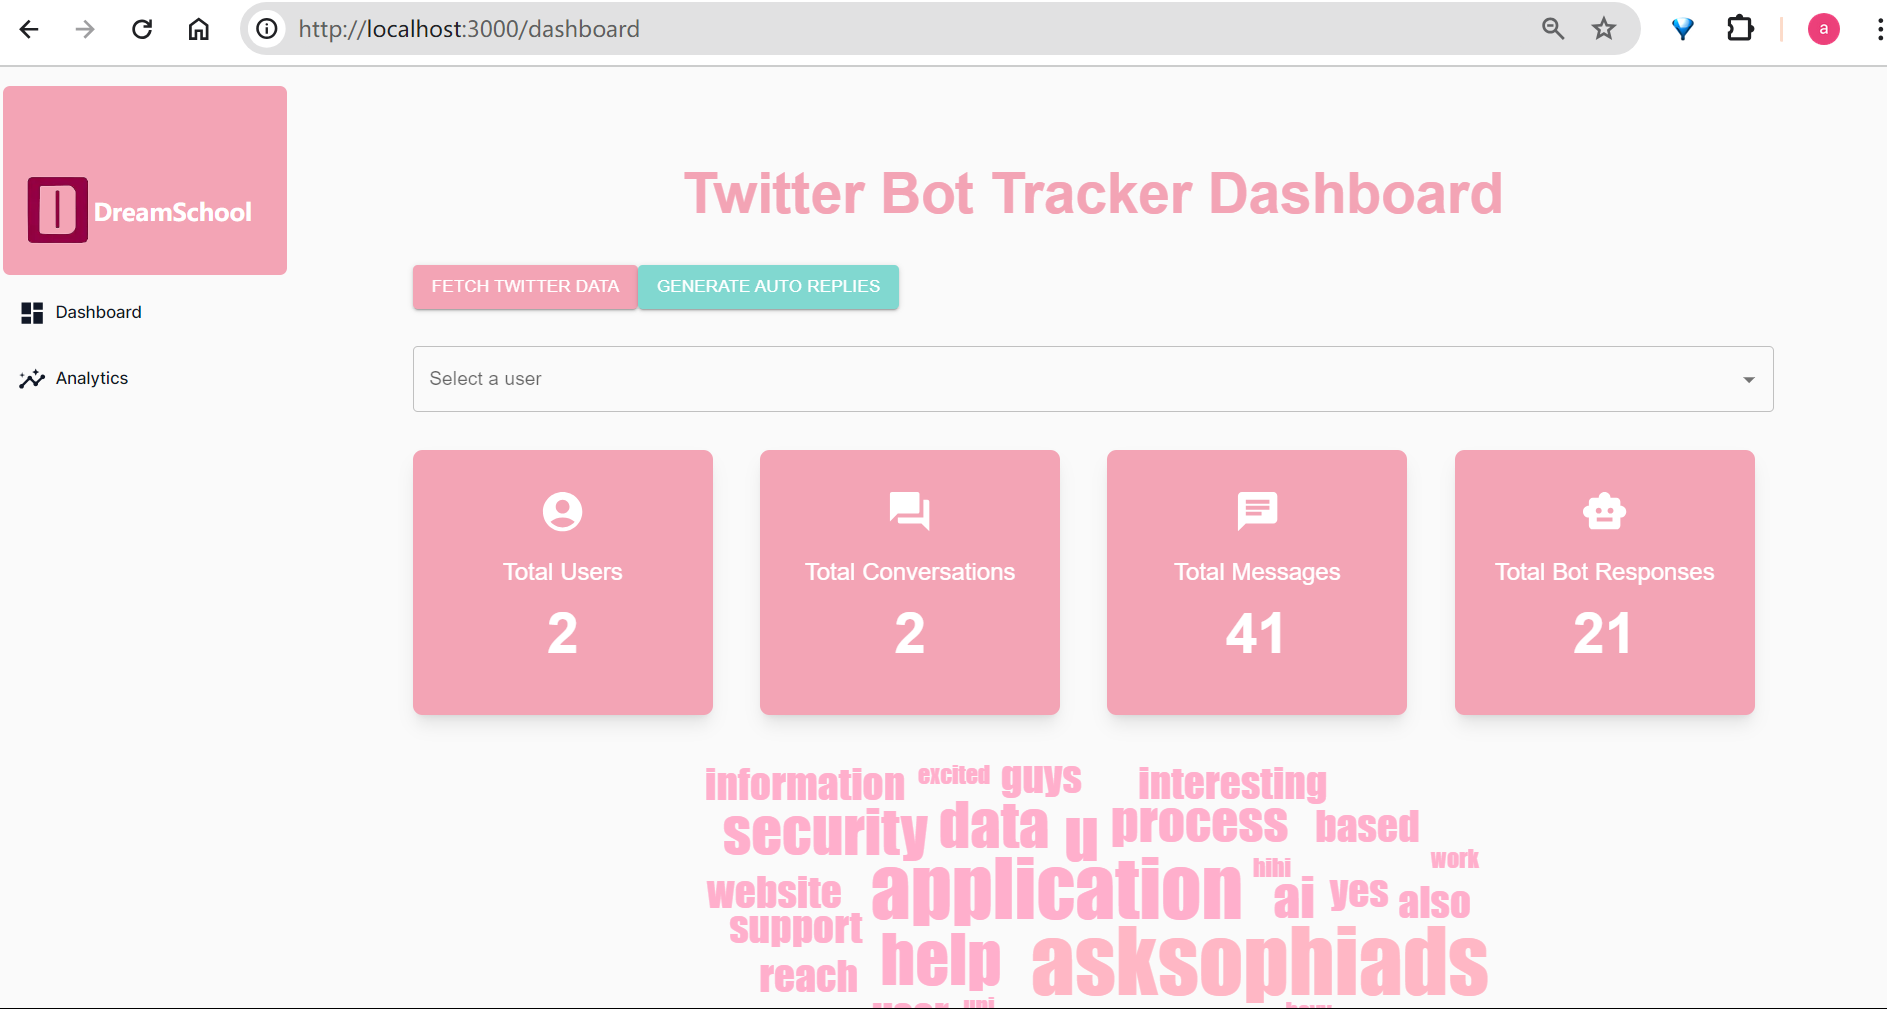 http://localhost:3000/dashboard
a
DreamSchool
Dashboard
Analytics
Twitter Bot Tracker Dashboard
FETCH TWITTER DATA GENERATE AUTO REPLIES
Select a user
Total Users
2
Total Conversations
2
Total Messages
41
Total Bot Responses
21
information excited guys interesting
security data u process based
work
website application hihi ai yes also
support
help asksophiads
reach